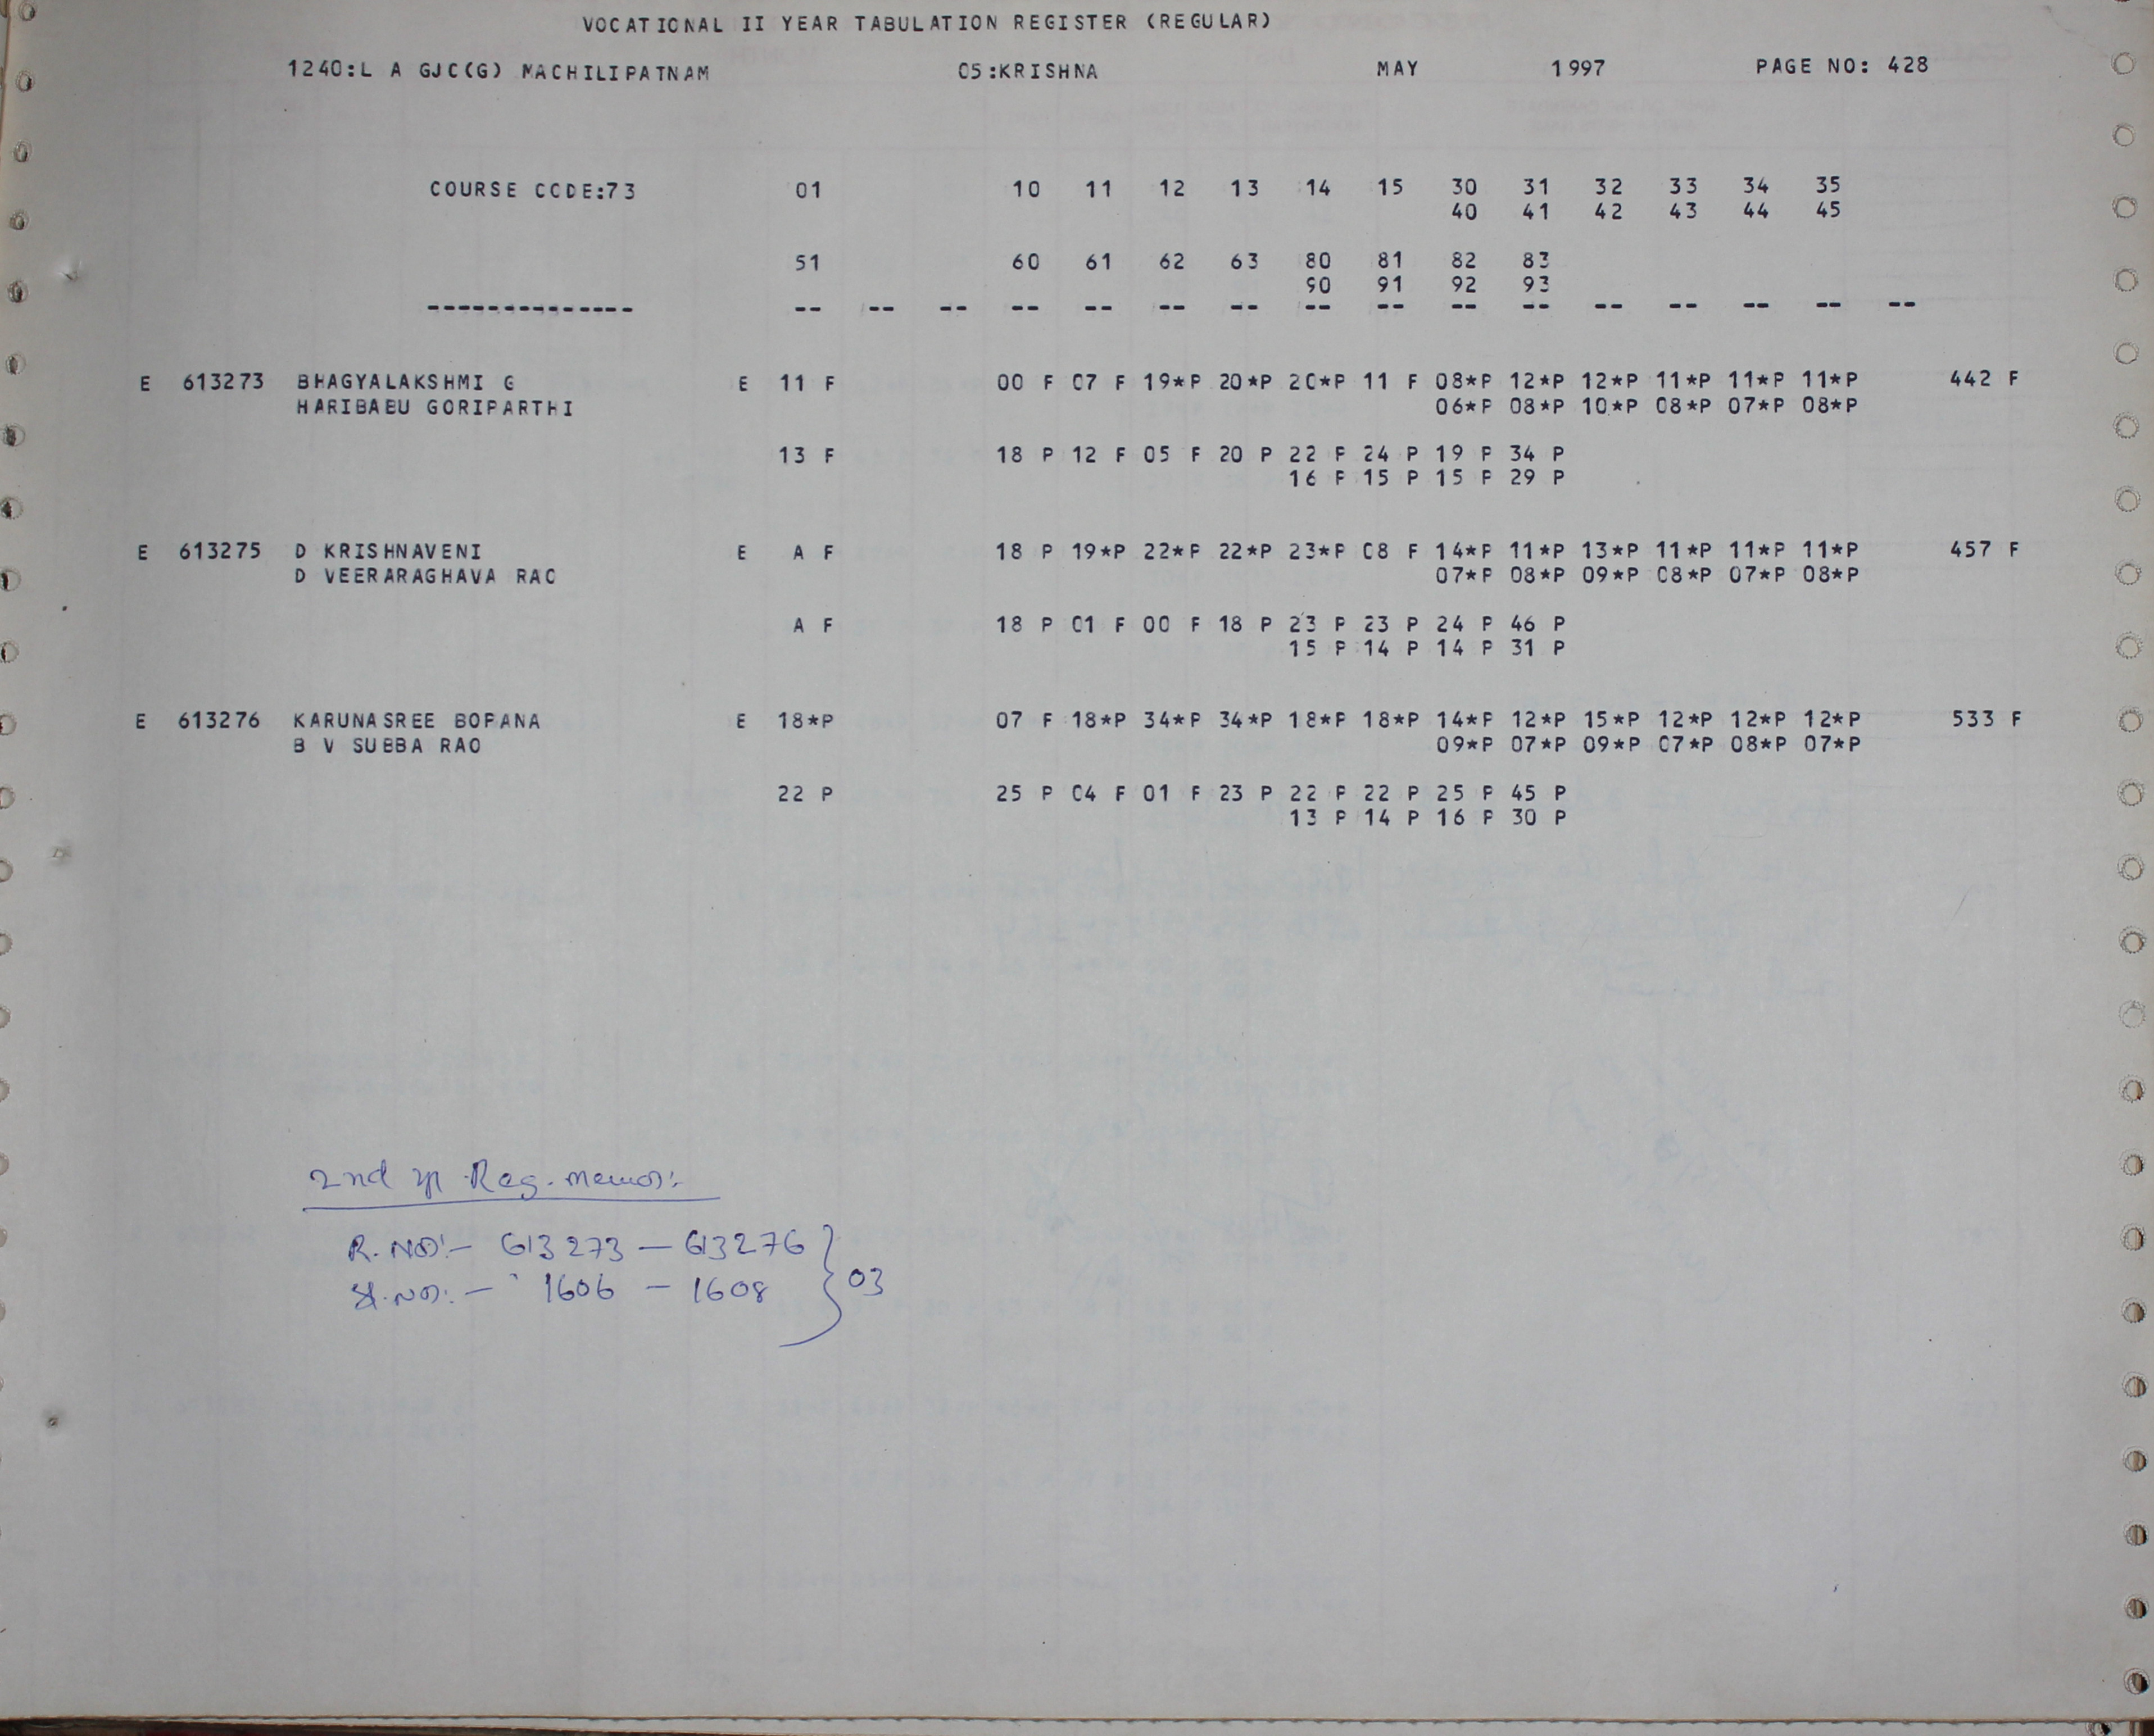 VOCATIONAL II YEAR TABULATION REGISTER (REGULAR)
1240:L A GJC(G) MACHILIPATNAM 05:KRISHNA MAY 1997 PAGE NO: 428
COURSE CODE:73 01 10 11 12 13 14 15 30 31 32 33 34 35
40 41 42 43 44 45
51 60 61 62 63 80 81 82 83
90 91 92 93
-------------- -- -- -- -- -- -- -- -- -- -- -- -- -- -- -- --
E 613273 BHAGYALAKSHMI G E 11 F 00 F 07 F 19*P 20*P 20*P 11 F 08*P 12*P 12*P 11*P 11*P 11*P 442 F
HARIBABU GORIPARTHI 06*P 08*P 10*P 08*P 07*P 08*P
13 F 18 P 12 F 05 F 20 P 22 P 24 P 19 P 34 P
16 P 15 P 15 P 29 P
E 613275 D KRISHNAVENI E A F 18 P 19*P 22*P 22*P 23*P 08 F 14*P 11*P 13*P 11*P 11*P 11*P 457 F
D VEERARAGHAVA RAO 07*P 08*P 09*P 08*P 07*P 08*P
A F 18 P 01 F 00 F 18 P 23 P 23 P 24 P 46 P
15 P 14 P 14 P 31 P
E 613276 KARUNASREE BOPANA E 18*P 07 F 18*P 34*P 34*P 18*P 18*P 14*P 12*P 15*P 12*P 12*P 12*P 533 F
B V SUBBA RAO 09*P 07*P 09*P 07*P 08*P 07*P
22 P 25 P 04 F 01 F 23 P 22 P 22 P 25 P 45 P
13 P 14 P 16 P 30 P
2nd yr Reg. memos:
R. NO:- 613273 — 613276
Sl. NO:- 1606 — 1608 } 03